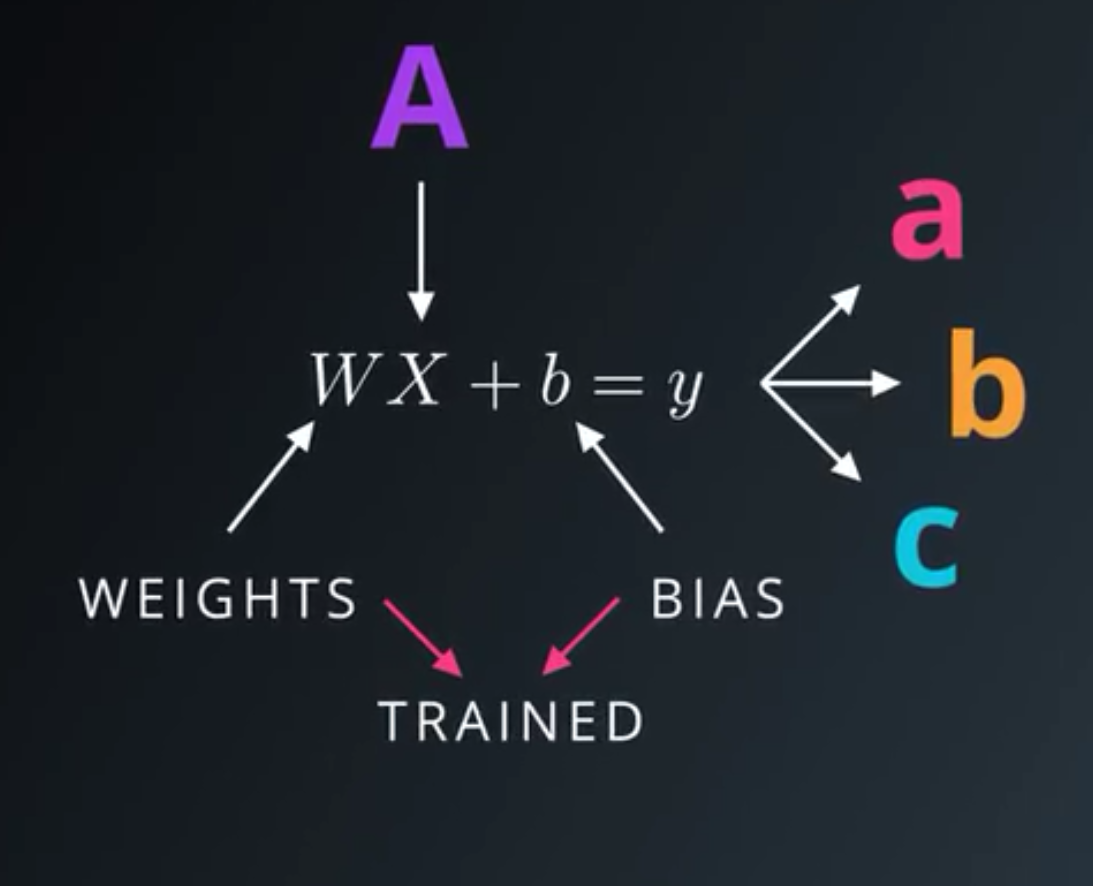 A
a
WX + b = y
b
c
WEIGHTS
BIAS
TRAINED